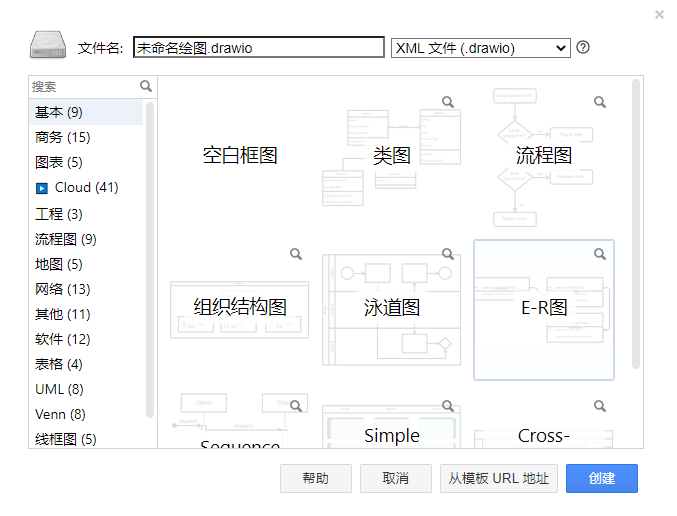 文件名:
未命名绘图.drawio
XML 文件 (.drawio)
搜索
基本 (9)
商务 (15)
图表 (5)
Cloud (41)
工程 (3)
流程图 (9)
地图 (5)
网络 (13)
其他 (11)
软件 (12)
表格 (4)
UML (8)
Venn (8)
线框图 (5)
空白框图
类图
流程图
组织结构图
泳道图
E-R图
Sequence
Simple
Cross-
帮助
取消
从模板 URL 地址
创建